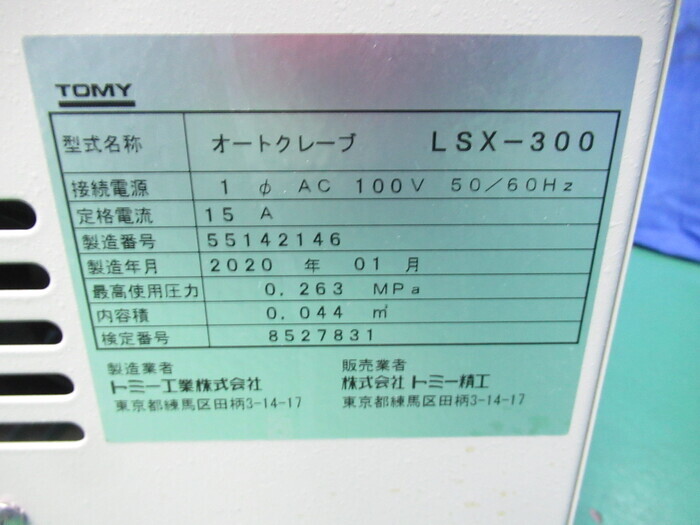 TOMY
型式名称 オートクレーブ LSX-300
接続電源 1 φ AC 100V 50/60Hz
定格電流 15 A
製造番号 55142146
製造年月 2020 年 01 月
最高使用圧力 0.263 MPa
内容積 0.044 ㎥
検定番号 8527831
製造業者
トミー工業株式会社
東京都練馬区田柄3-14-17
販売業者
株式会社 トミー精工
東京都練馬区田柄3-14-17